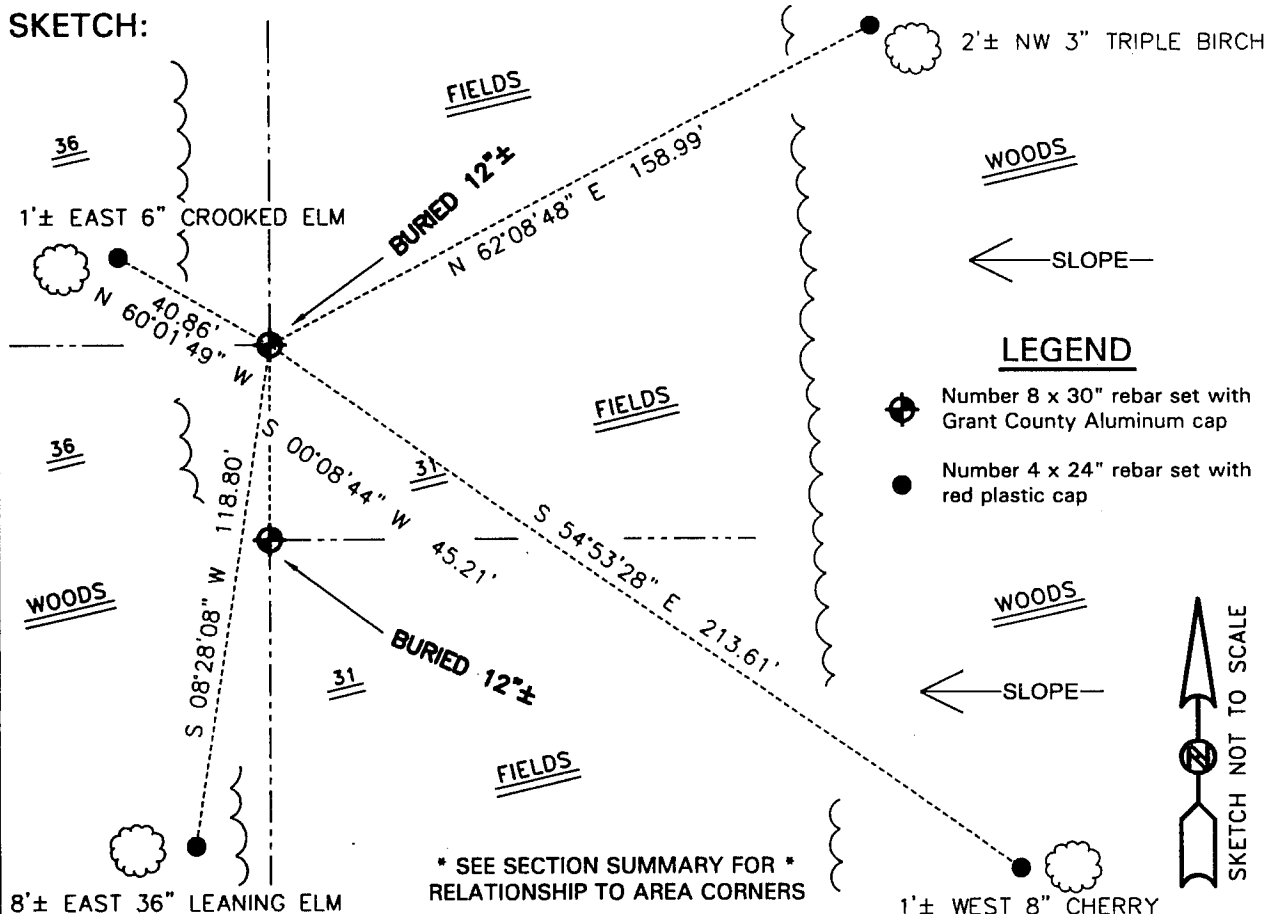 SKETCH:
2'± NW 3" TRIPLE BIRCH
FIELDS
36
WOODS
BURIED 12"±
N 62°08'48" E 158.99'
1'± EAST 6" CROOKED ELM
SLOPE
40.86'
N 60°01'49" W
LEGEND
Number 8 x 30" rebar set with
Grant County Aluminum cap
Number 4 x 24" rebar set with
red plastic cap
FIELDS
36
31
S 00°08'44" W 45.21'
S 54°53'28" E 213.61'
S 08°28'08" W 118.80'
WOODS
WOODS
BURIED 12"±
31
SLOPE
FIELDS
N
SKETCH NOT TO SCALE
* SEE SECTION SUMMARY FOR *
RELATIONSHIP TO AREA CORNERS
8'± EAST 36" LEANING ELM
1'± WEST 8" CHERRY